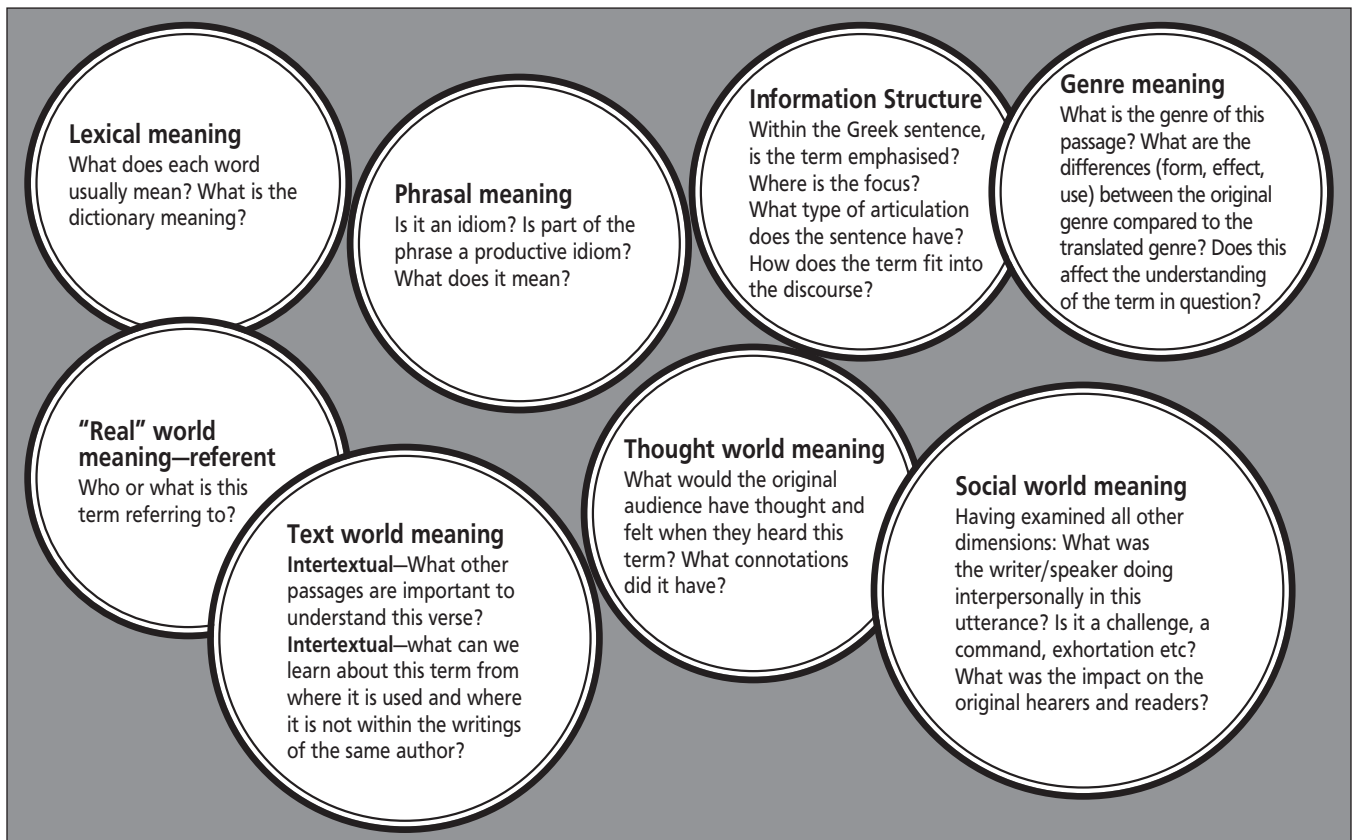 Lexical meaning
What does each word
usually mean? What is the
dictionary meaning?
Phrasal meaning
Is it an idiom? Is part of the
phrase a productive idiom?
What does it mean?
Information Structure
Within the Greek sentence,
is the term emphasised?
Where is the focus?
What type of articulation
does the sentence have?
How does the term fit into
the discourse?
Genre meaning
What is the genre of this
passage? What are the
differences (form, effect,
use) between the original
genre compared to the
translated genre? Does this
affect the understanding
of the term in question?
“Real” world
meaning—referent
Who or what is this
term referring to?
Text world meaning
Intertextual—What other
passages are important to
understand this verse?
Intertextual—what can we
learn about this term from
where it is used and where
it is not within the writings
of the same author?
Thought world meaning
What would the original
audience have thought and
felt when they heard this
term? What connotations
did it have?
Social world meaning
Having examined all other
dimensions: What was
the writer/speaker doing
interpersonally in this
utterance? Is it a challenge, a
command, exhortation etc?
What was the impact on the
original hearers and readers?